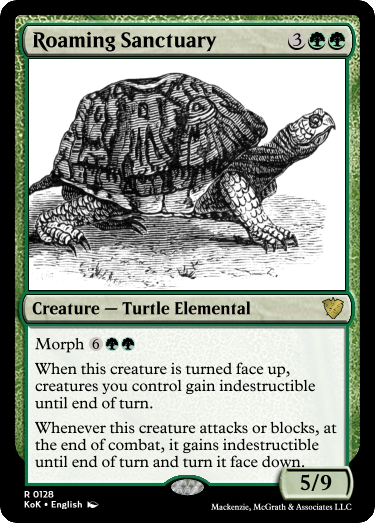 Roaming Sanctuary 3
Creature — Turtle Elemental
Morph 6
When this creature is turned face up,
creatures you control gain indestructible
until end of turn.
Whenever this creature attacks or blocks, at
the end of combat, it gains indestructible
until end of turn and turn it face down.
5/9
R 0128
KoK • English
Mackenzie, McGrath & Associates LLC